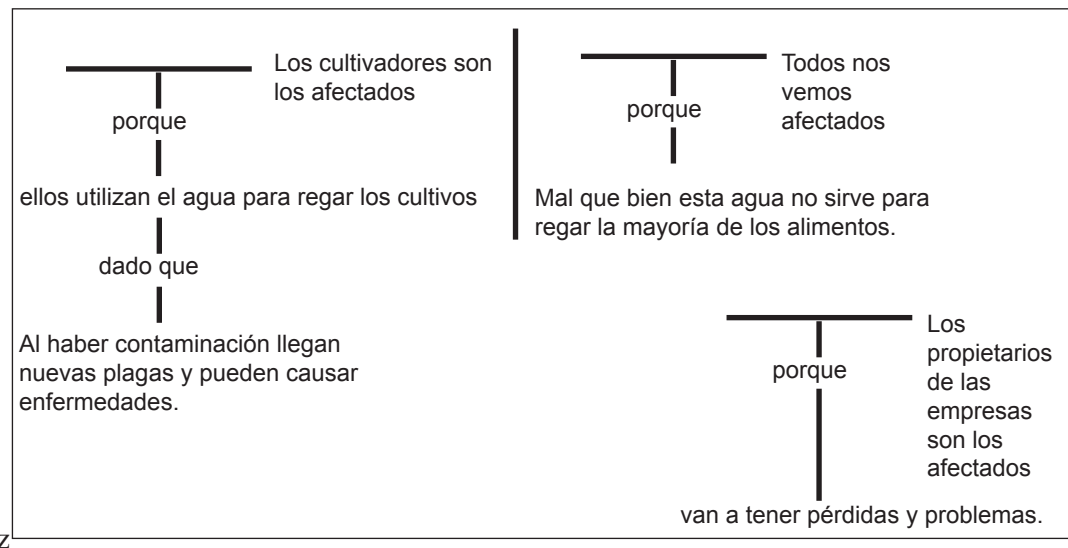 Los cultivadores son
los afectados
porque
ellos utilizan el agua para regar los cultivos
dado que
Al haber contaminación llegan
nuevas plagas y pueden causar
enfermedades.
Todos nos
vemos
afectados
porque
Mal que bien esta agua no sirve para
regar la mayoría de los alimentos.
Los
propietarios
de las
empresas
son los
afectados
porque
van a tener pérdidas y problemas.
z